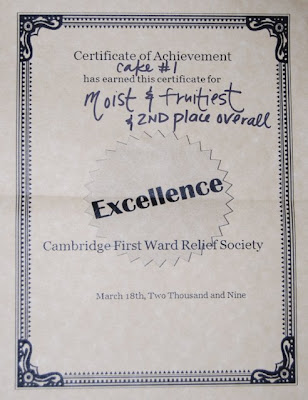 Certificate of Achievement
Cake #1
has earned this certificate for
Moist & fruitiest
& 2ND place overall
Excellence
Cambridge First Ward Relief Society
March 18th, Two Thousand and Nine